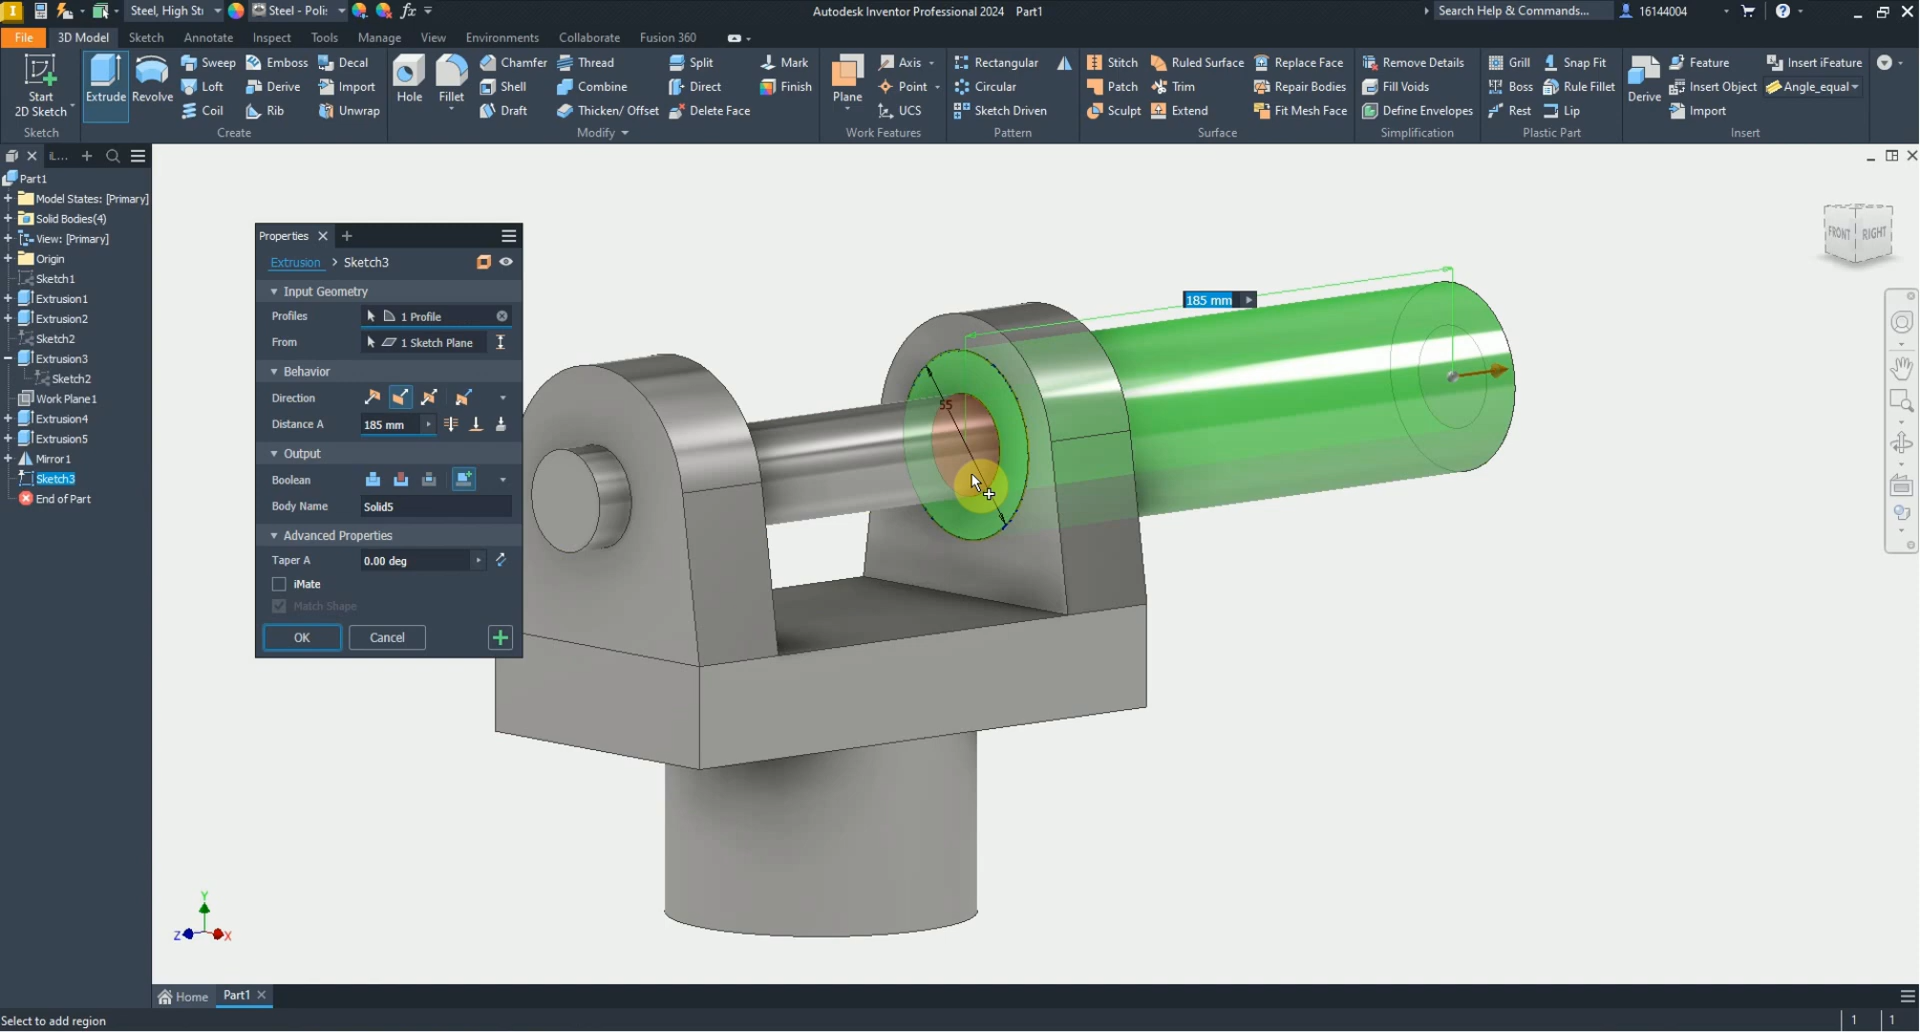 Steel, High St
Steel - Polis
fx
Autodesk Inventor Professional 2024 Part1
Search Help & Commands...
16144004
File
3D Model
Sketch
Annotate
Inspect
Tools
Manage
View
Environments
Collaborate
Fusion 360
Start
2D Sketch
Extrude
Revolve
Sweep
Emboss
Decal
Loft
Derive
Import
Coil
Rib
Unwrap
Hole
Fillet
Chamfer
Thread
Split
Mark
Shell
Combine
Direct
Finish
Draft
Thicken/ Offset
Delete Face
Plane
Axis
Point
UCS
Rectangular
Circular
Sketch Driven
Stitch
Ruled Surface
Replace Face
Patch
Trim
Repair Bodies
Sculpt
Extend
Fit Mesh Face
Remove Details
Fill Voids
Define Envelopes
Grill
Snap Fit
Boss
Rule Fillet
Rest
Lip
Derive
Feature
Insert Object
Import
Insert iFeature
Angle_equal
Sketch
Create
Modify
Work Features
Pattern
Surface
Simplification
Plastic Part
Insert
iL...
Part1
Model States: [Primary]
Solid Bodies(4)
View: [Primary]
Origin
Sketch1
Extrusion1
Extrusion2
Sketch2
Extrusion3
Sketch2
Work Plane1
Extrusion4
Extrusion5
Mirror1
Sketch3
End of Part
Properties
Extrusion > Sketch3
Input Geometry
Profiles 1 Profile
From 1 Sketch Plane
Behavior
Direction
Distance A 185 mm
Output
Boolean
Body Name Solid5
Advanced Properties
Taper A 0.00 deg
iMate
Match Shape
OK
Cancel
185 mm
55
FRONT
RIGHT
Y
Z
X
Home
Part1
Select to add region
1
1